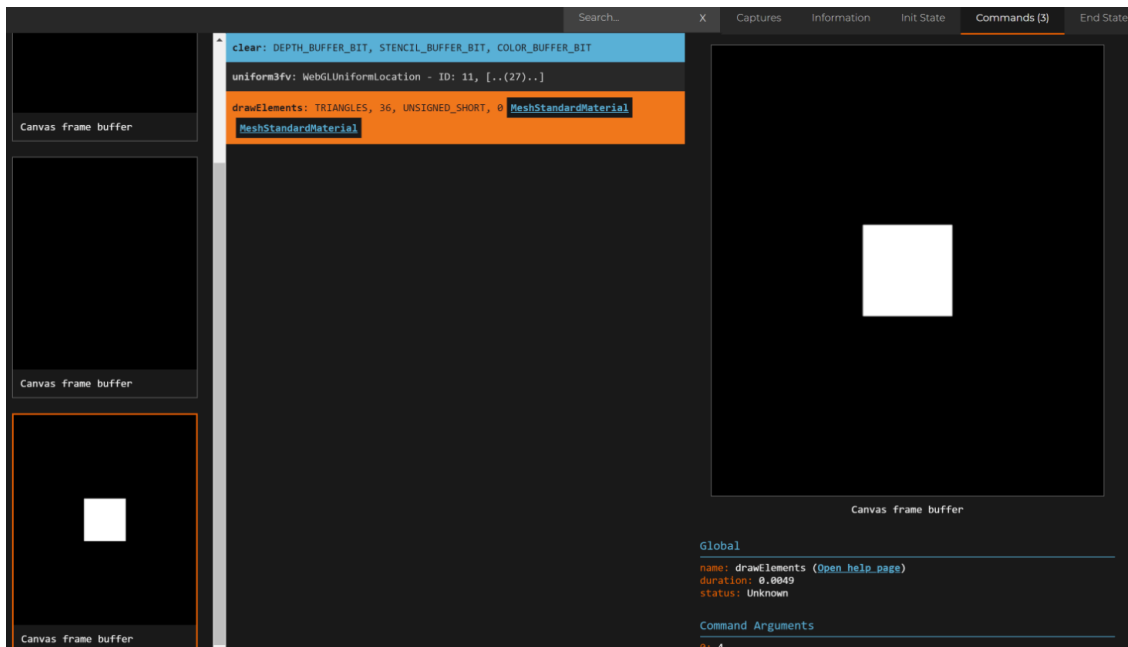 Search...
X
Captures
Information
Init State
Commands (3)
End State
Canvas frame buffer
Canvas frame buffer
Canvas frame buffer
clear: DEPTH_BUFFER_BIT, STENCIL_BUFFER_BIT, COLOR_BUFFER_BIT
uniform3fv: WebGLUniformLocation - ID: 11, [..(27)..]
drawElements: TRIANGLES, 36, UNSIGNED_SHORT, 0 MeshStandardMaterial
MeshStandardMaterial
Canvas frame buffer
Global
name: drawElements (Open help page)
duration: 0.0049
status: Unknown
Command Arguments